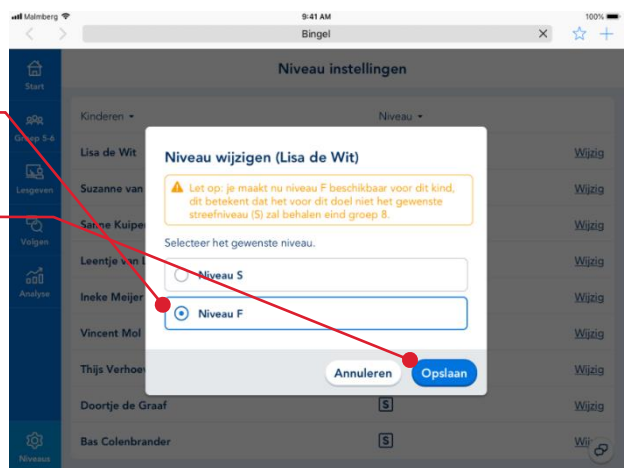 Malmberg
9:41 AM
100%
Bingel
Niveau instellingen
Start
Groep 5-6
Lesgeven
Volgen
Analyse
Niveaus
Kinderen
Niveau
Lisa de Wit
Wijzig
Suzanne van
Wijzig
Sanne Kuipe
Wijzig
Leentje van
Wijzig
Ineke Meijer
Wijzig
Vincent Mol
Wijzig
Thijs Verhoe
Wijzig
Doortje de Graaf
S
Wijzig
Bas Colenbrander
S
Niveau wijzigen (Lisa de Wit)
Let op: je maakt nu niveau F beschikbaar voor dit kind,
dit betekent dat het voor dit doel niet het gewenste
streefniveau (S) zal behalen eind groep 8.
Selecteer het gewenste niveau.
Niveau S
Niveau F
Annuleren
Opslaan